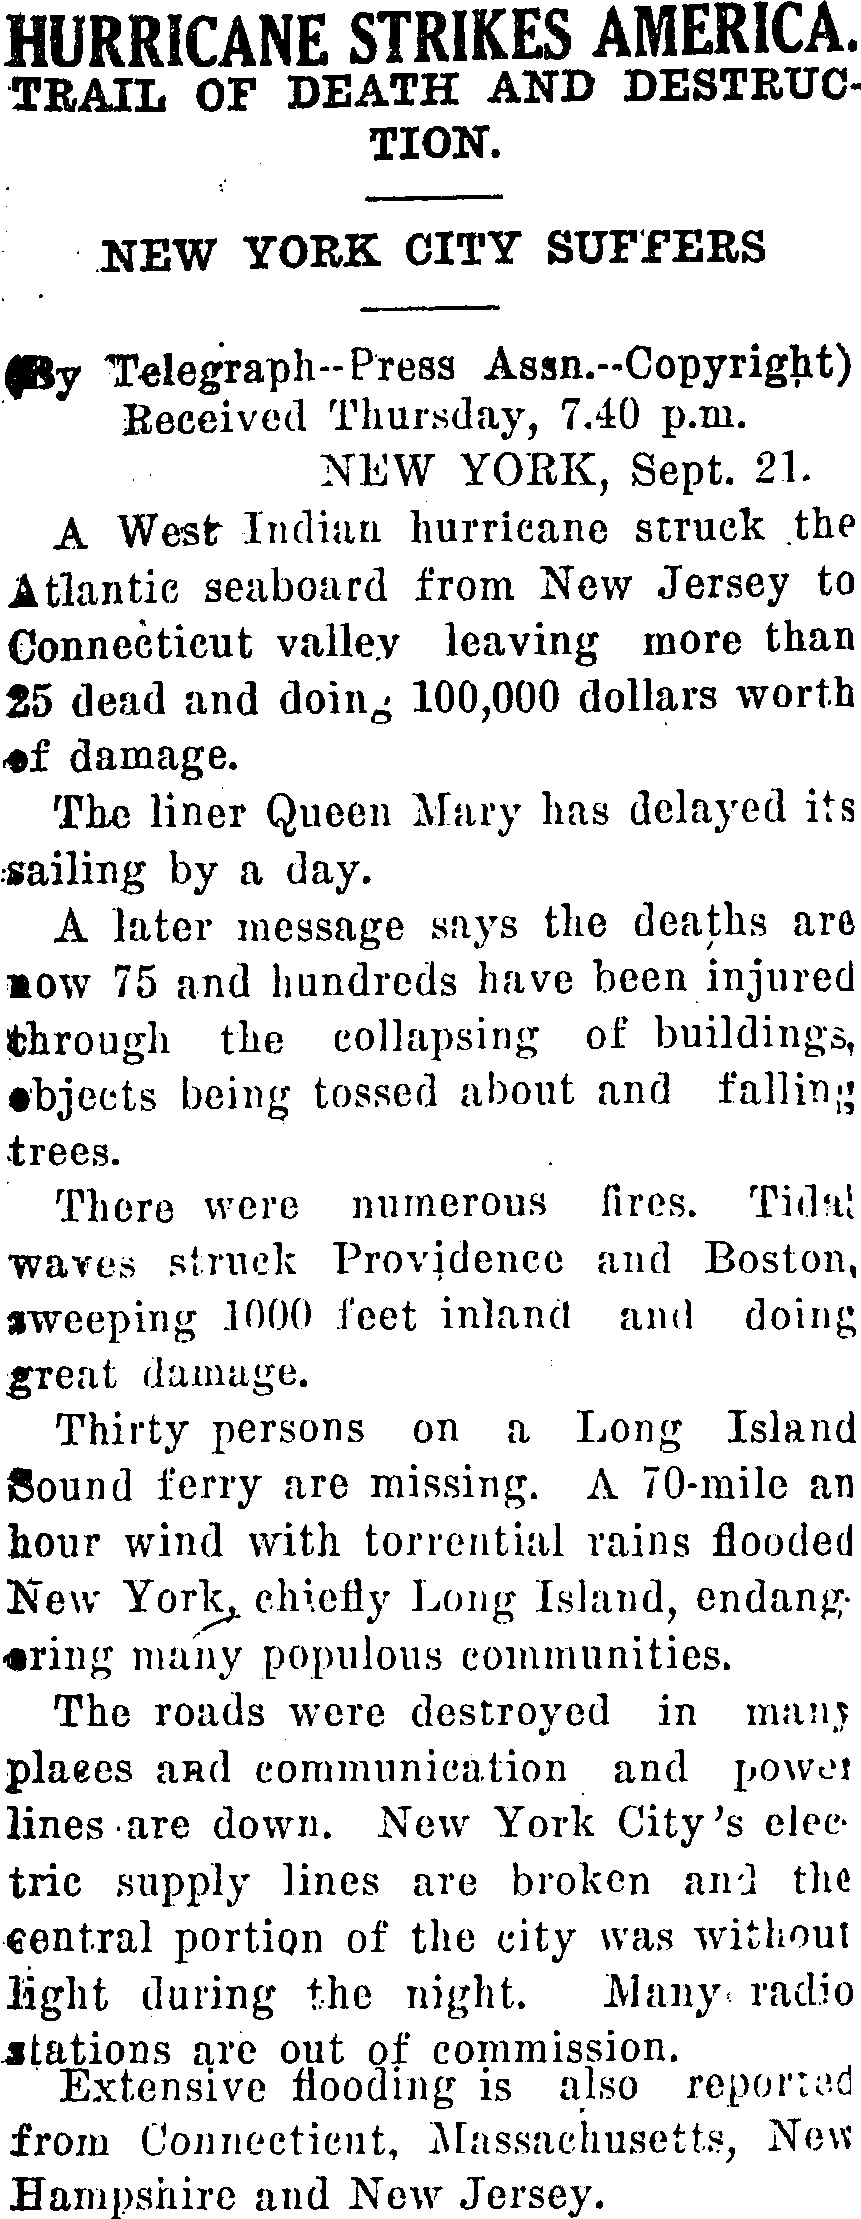 HURRICANE STRIKES AMERICA.
TRAIL OF DEATH AND DESTRUC-
TION.
NEW YORK CITY SUFFERS
(By Telegraph--Press Assn.--Copyright)
Received Thursday, 7.40 p.m.
NEW YORK, Sept. 21.
A West Indian hurricane struck the
Atlantic seaboard from New Jersey to
Connecticut valley leaving more than
25 dead and doing 100,000 dollars worth
of damage.
The liner Queen Mary has delayed its
sailing by a day.
A later message says the deaths are
now 75 and hundreds have been injured
through the collapsing of buildings,
objects being tossed about and falling
trees.
There were numerous fires. Tidal
waves struck Providence and Boston,
sweeping 1000 feet inland and doing
great damage.
Thirty persons on a Long Island
Sound ferry are missing. A 70-mile an
hour wind with torrential rains flooded
New York, chiefly Long Island, endang-
ering many populous communities.
The roads were destroyed in many
places and communication and power
lines are down. New York City's elec-
tric supply lines are broken and the
central portion of the city was without
light during the night. Many radio
stations are out of commission.
Extensive flooding is also reported
from Connecticut, Massachusetts, New
Hampshire and New Jersey.